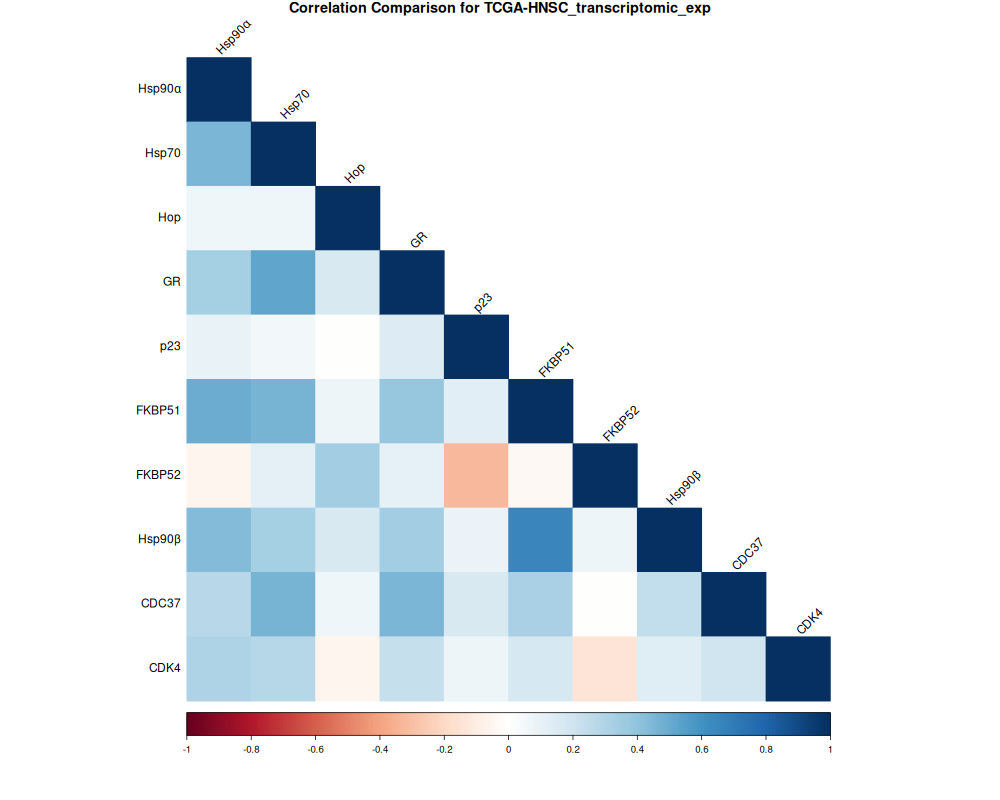 Correlation Comparison for TCGA-HNSC_transcriptomic_exp
Hsp90α
Hsp90α
Hsp70
Hsp70
Hop
Hop
GR
GR
p23
p23
FKBP51
FKBP51
FKBP52
FKBP52
Hsp90β
Hsp90β
CDC37
CDC37
CDK4
CDK4
-1 -0.8 -0.6 -0.4 -0.2 0 0.2 0.4 0.6 0.8 1